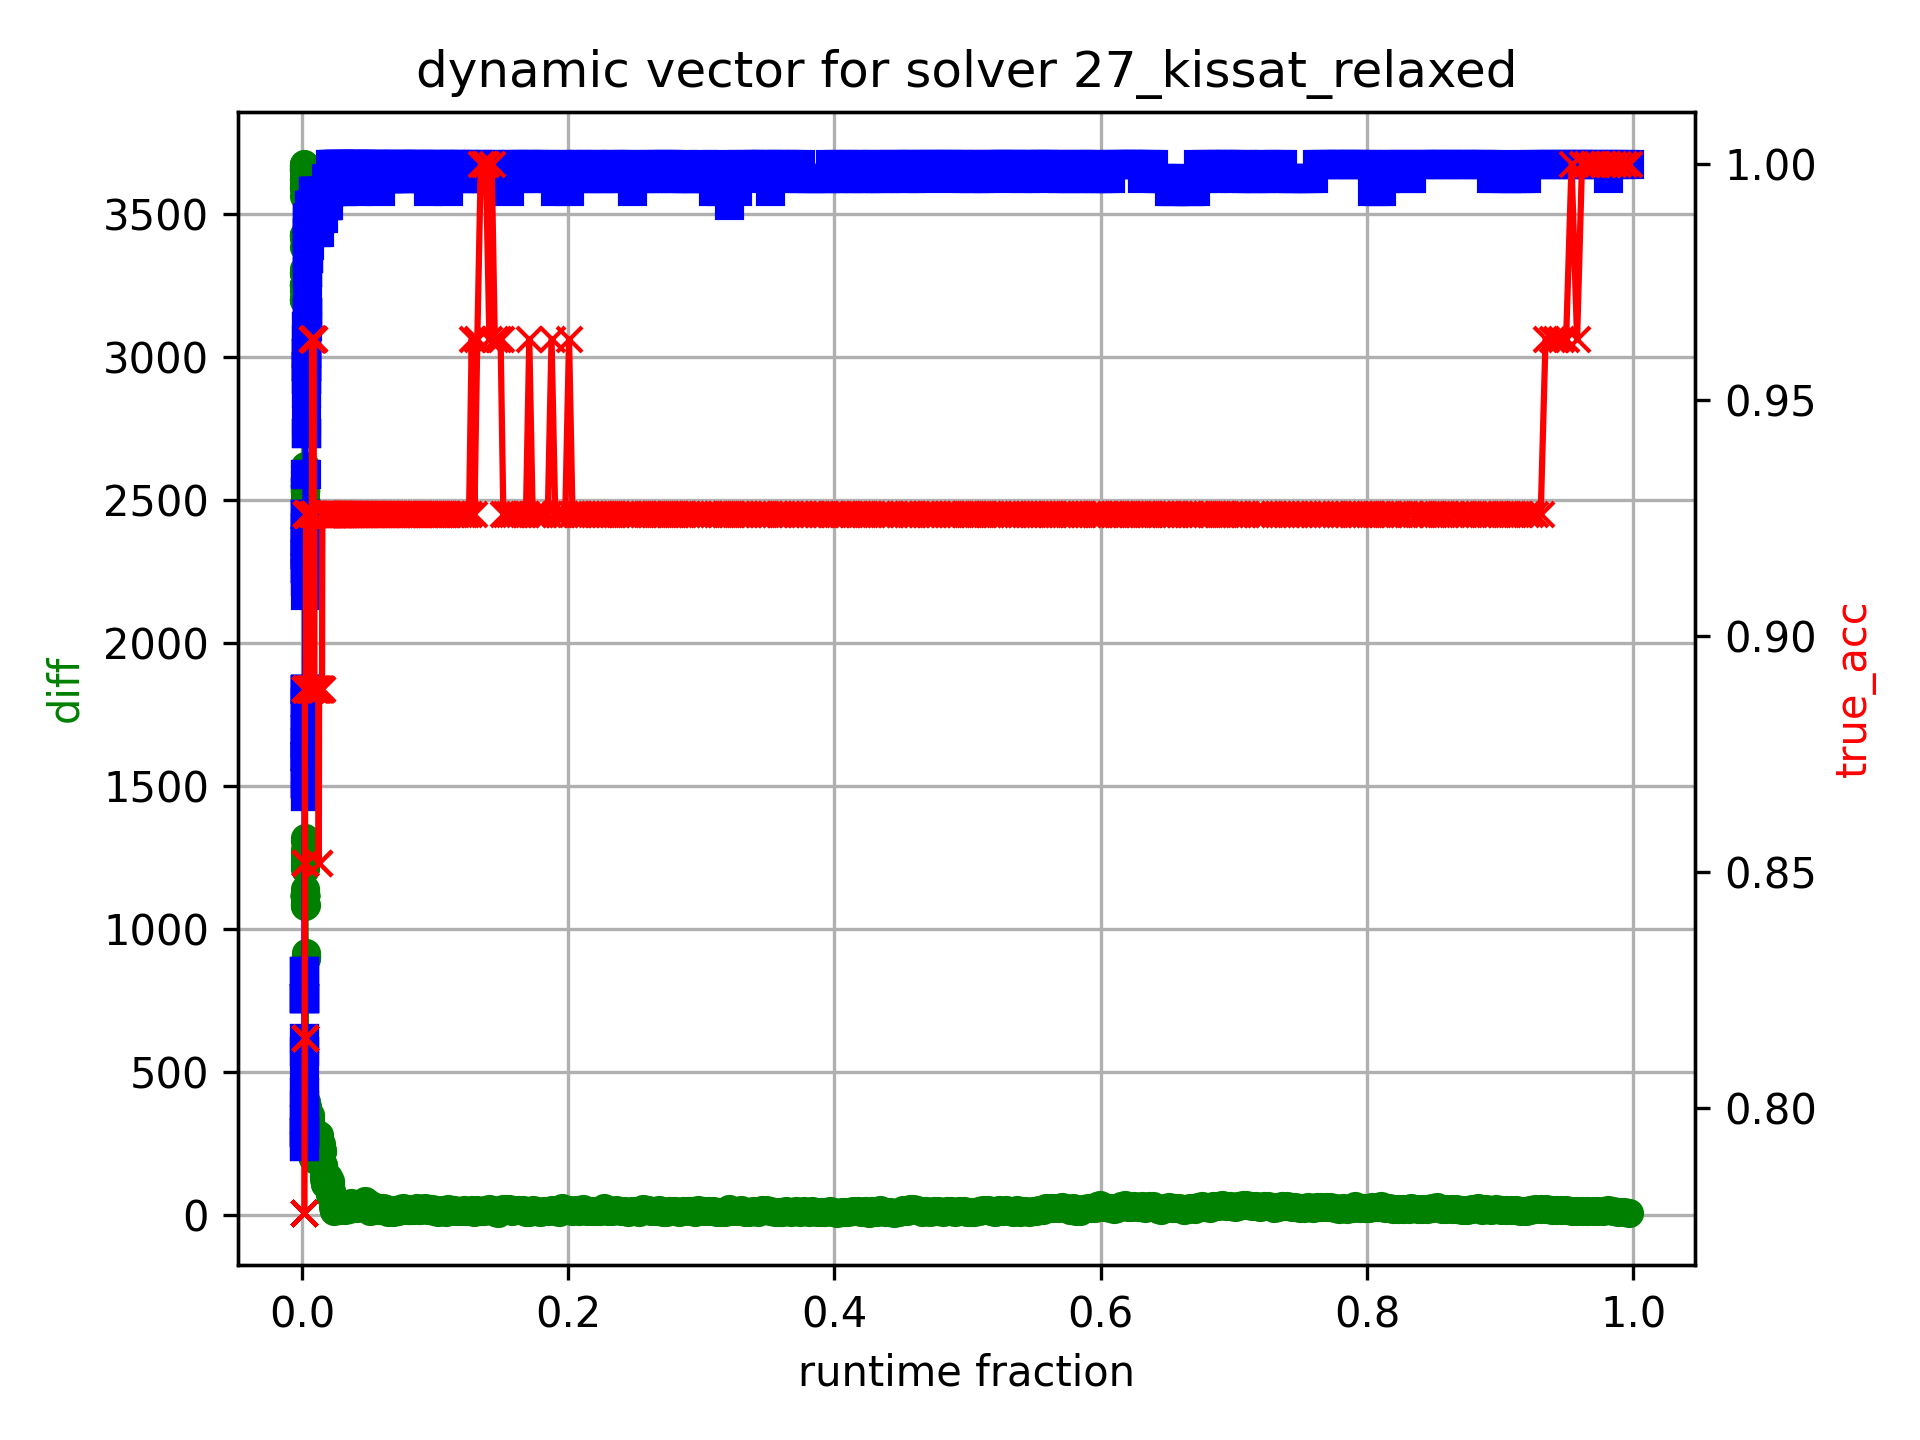 dynamic vector for solver 27_kissat_relaxed
3500
3000
2500
2000
1500
1000
500
0
diff
1.00
0.95
0.90
0.85
0.80
true_acc
0.0 0.2 0.4 0.6 0.8 1.0
runtime fraction